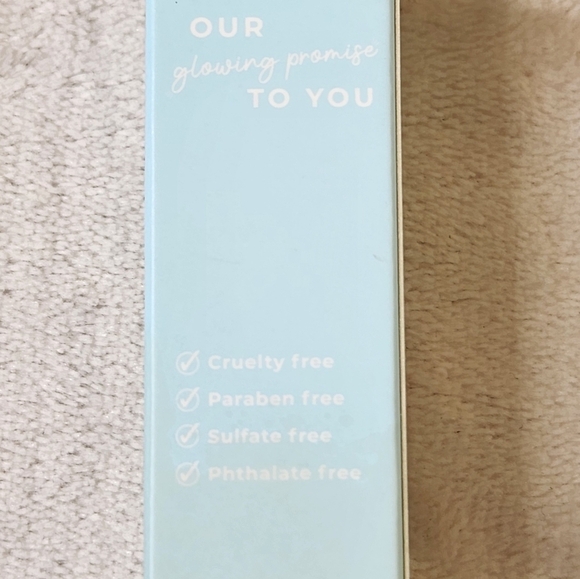 OUR
glowing promise
TO YOU
Cruelty free
Paraben free
Sulfate free
Phthalate free